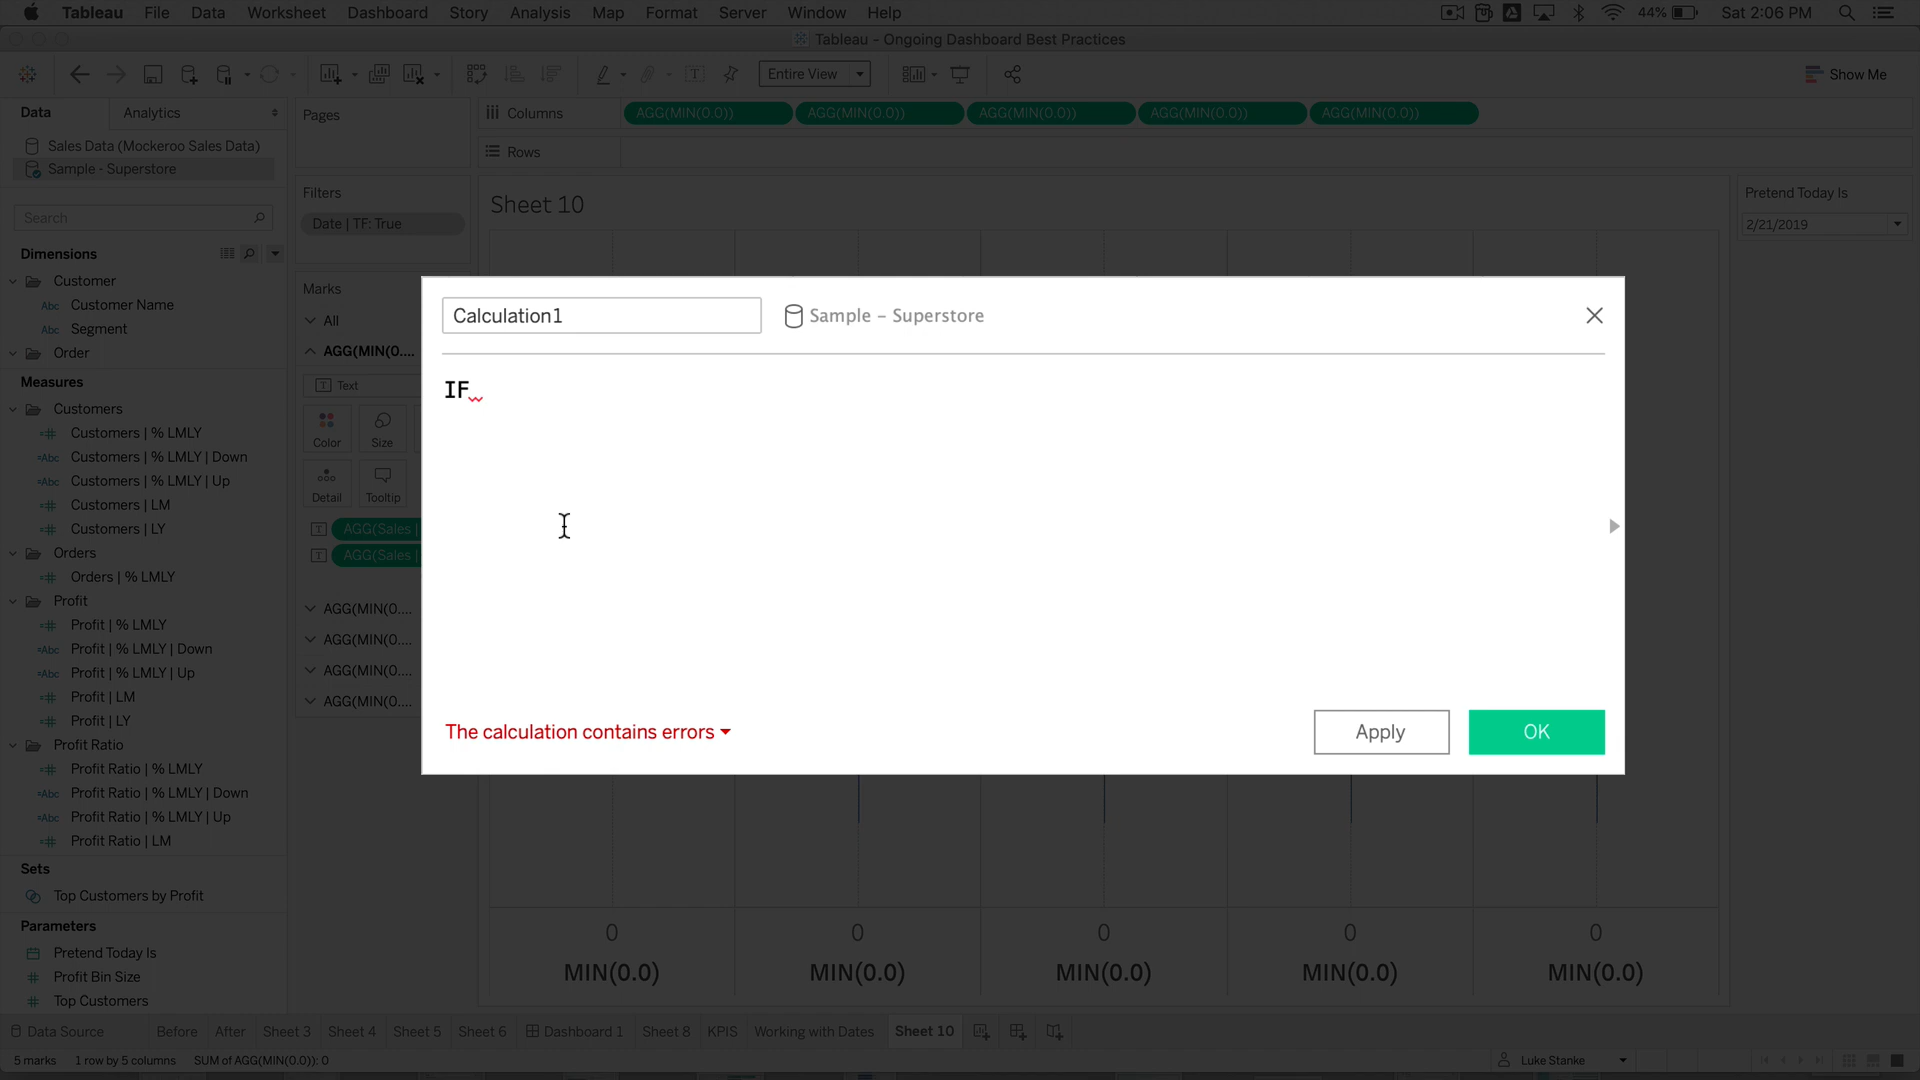 Tableau File Data Worksheet Dashboard Story Analysis Map Format Server Window Help 44% Sat 2:06 PM
Tableau - Ongoing Dashboard Best Practices
Entire View Show Me
Data Analytics
Sales Data (Mockeroo Sales Data)
Sample - Superstore
Search
Dimensions
Customer
Abc Customer Name
Abc Segment
Order
Measures
Customers
Customers | % LMLY
=Abc Customers | % LMLY | Down
=Abc Customers | % LMLY | Up
Customers | LM
Customers | LY
Orders
Orders | % LMLY
Profit
Profit | % LMLY
=Abc Profit | % LMLY | Down
=Abc Profit | % LMLY | Up
Profit | LM
Profit | LY
Profit Ratio
Profit Ratio | % LMLY
=Abc Profit Ratio | % LMLY | Down
=Abc Profit Ratio | % LMLY | Up
Profit Ratio | LM
Sets
Top Customers by Profit
Parameters
Pretend Today Is
Profit Bin Size
Top Customers
Pages
Filters
Date | TF: True
Marks
All
AGG(MIN(0....
T Text
Color Size
Detail Tooltip
T AGG(Sales |
T AGG(Sales |
AGG(MIN(0....
AGG(MIN(0....
AGG(MIN(0....
AGG(MIN(0....
Columns AGG(MIN(0.0)) AGG(MIN(0.0)) AGG(MIN(0.0)) AGG(MIN(0.0)) AGG(MIN(0.0))
Rows
Sheet 10
Pretend Today Is
2/21/2019
Calculation1 Sample - Superstore
IF
The calculation contains errors
Apply OK
0 0 0 0 0
MIN(0.0) MIN(0.0) MIN(0.0) MIN(0.0) MIN(0.0)
Data Source Before After Sheet 3 Sheet 4 Sheet 5 Sheet 6 Dashboard 1 Sheet 8 KPIS Working with Dates Sheet 10
5 marks 1 row by 5 columns SUM of AGG(MIN(0.0)): 0 Luke Stanke